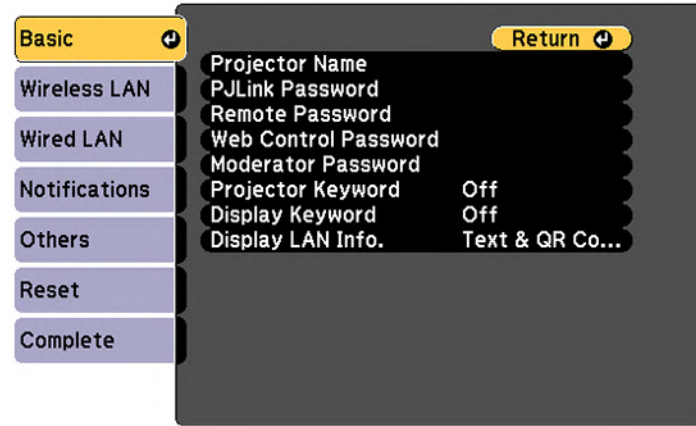 Basic
Wireless LAN
Wired LAN
Notifications
Others
Reset
Complete
Return
Projector Name
PJLink Password
Remote Password
Web Control Password
Moderator Password
Projector Keyword Off
Display Keyword Off
Display LAN Info. Text & QR Co...